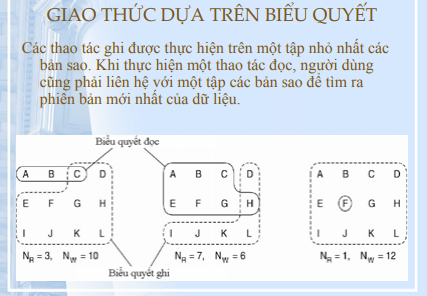 GIAO THỨC DỰA TRÊN BIỂU QUYẾT
Các thao tác ghi được thực hiện trên một tập nhỏ nhất các
bản sao. Khi thực hiện một thao tác đọc, người dùng
cũng phải liên hệ với một tập các bản sao để tìm ra
phiên bản mới nhất của dữ liệu.
Biểu quyết đọc
A B C D
E F G H
I J K L
N_R = 3, N_W = 10
A B C D
E F G H
I J K L
N_R = 7, N_W = 6
A B C D
E F G H
I J K L
N_R = 1, N_W = 12
Biểu quyết ghi